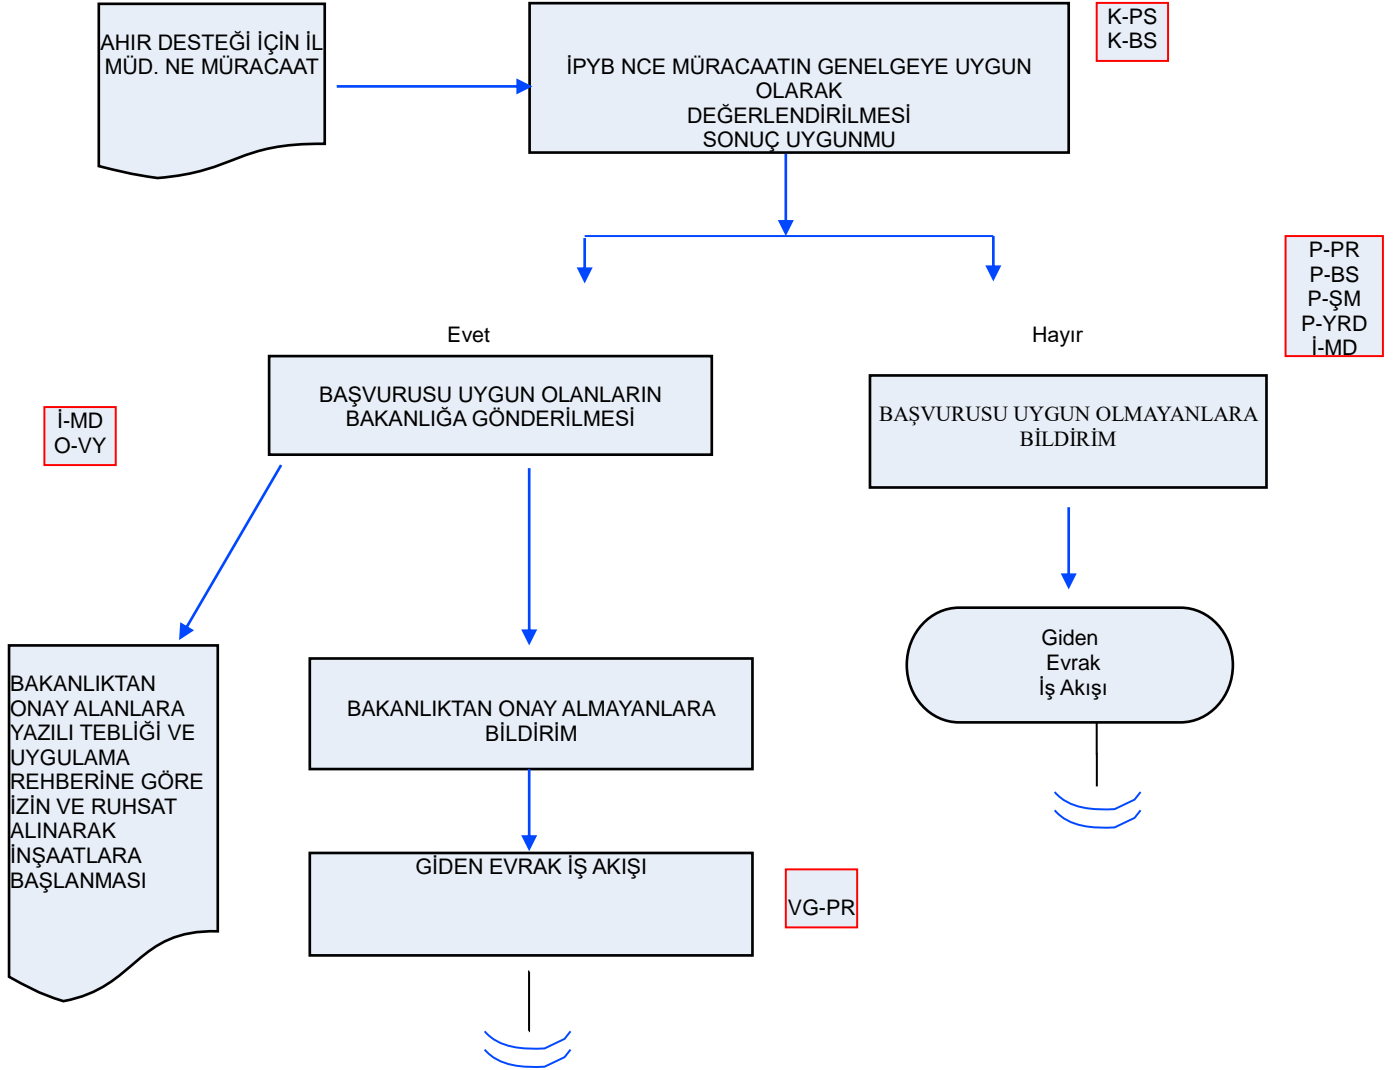 AHIR DESTEĞİ İÇİN İL
MÜD. NE MÜRACAAT
İPYB NCE MÜRACAATIN GENELGEYE UYGUN
OLARAK
DEĞERLENDİRİLMESİ
SONUÇ UYGUNMU
K-PS
K-BS
P-PR
P-BS
P-ŞM
P-YRD
İ-MD
Evet
Hayır
BAŞVURUSU UYGUN OLANLARIN
BAKANLIĞA GÖNDERİLMESİ
BAŞVURUSU UYGUN OLMAYANLARA
BİLDİRİM
İ-MD
O-VY
Giden
Evrak
İş Akışı
BAKANLIKTAN
ONAY ALANLARA
YAZILI TEBLİĞİ VE
UYGULAMA
REHBERİNE GÖRE
İZİN VE RUHSAT
ALINARAK
İNŞAATLARA
BAŞLANMASI
BAKANLIKTAN ONAY ALMAYANLARA
BİLDİRİM
GİDEN EVRAK İŞ AKIŞI
VG-PR